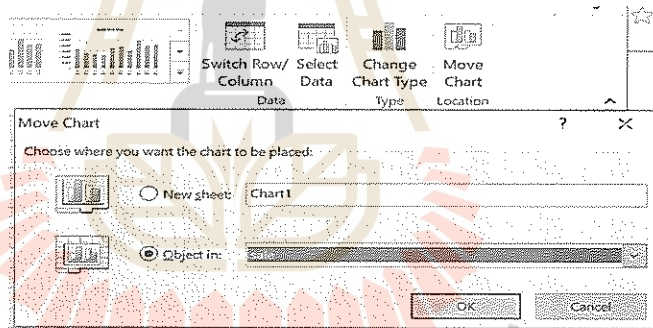 Switch Row/ Select Change Move
Column Data Chart Type Chart
Data Type Location
Move Chart ? ×
Choose where you want the chart to be placed:
New sheet: Chart1
Object in:
OK Cancel